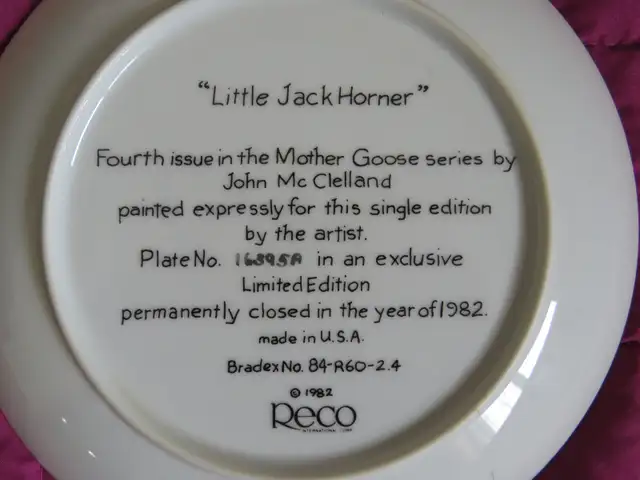 "Little Jack Horner"
Fourth issue in the Mother Goose series by
John McClelland
painted expressly for this single edition
by the artist.
Plate No. 16395A in an exclusive
Limited Edition
permanently closed in the year of 1982.
made in U.S.A.
Bradex No. 84-R60-2.4
© 1982
Reco
INTERNATIONAL CORP.